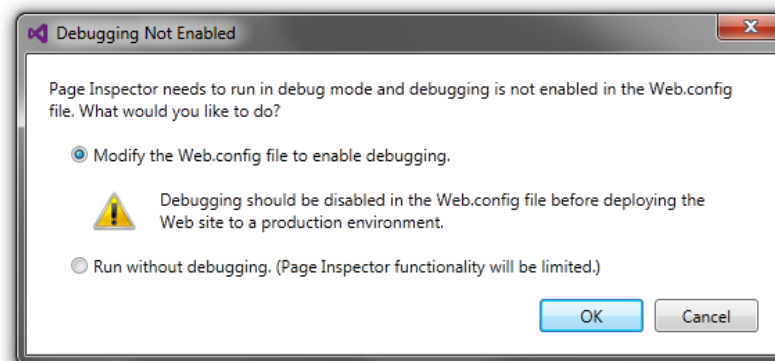 Debugging Not Enabled
Page Inspector needs to run in debug mode and debugging is not enabled in the Web.config
file. What would you like to do?
Modify the Web.config file to enable debugging.
Debugging should be disabled in the Web.config file before deploying the
Web site to a production environment.
Run without debugging. (Page Inspector functionality will be limited.)
OK Cancel